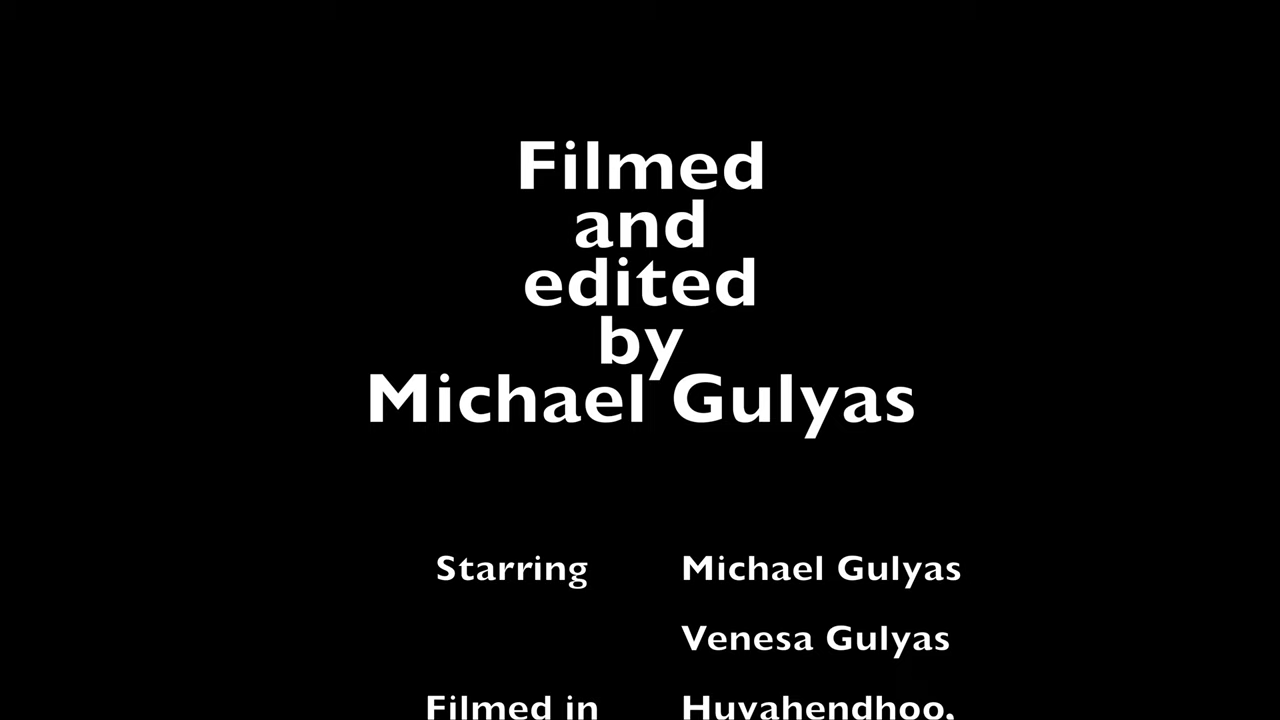 Filmed
and
edited
by
Michael Gulyas
Starring Michael Gulyas
Venesa Gulyas
Filmed in Huvahendhoo,